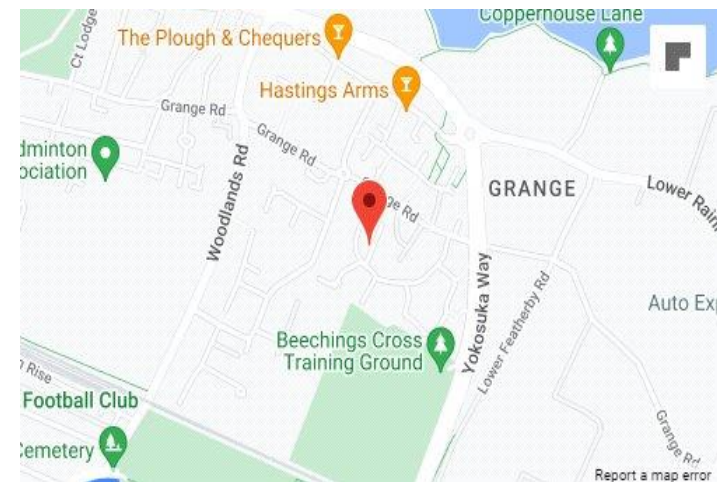 Copperhouse Lane
The Plough & Chequers
Ct Lodge
Hastings Arms
Grange Rd
Grange Rd
dminton
ociation
Woodlands Rd
GRANGE
Lower Rain
ge Rd
Yokosuka Way
Lower Featherby Rd
Auto Exp
Beechings Cross
Training Ground
Rise
Football Club
Cemetery
Grange Rd
Report a map error